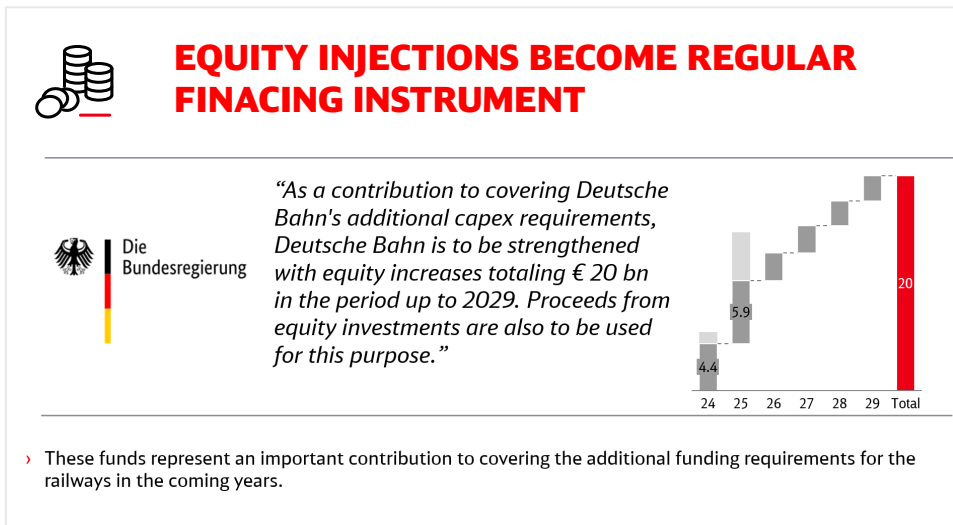 EQUITY INJECTIONS BECOME REGULAR
FINACING INSTRUMENT
Die
Bundesregierung
“As a contribution to covering Deutsche
Bahn's additional capex requirements,
Deutsche Bahn is to be strengthened
with equity increases totaling € 20 bn
in the period up to 2029. Proceeds from
equity investments are also to be used
for this purpose.”
20
5.9
4.4
24 25 26 27 28 29 Total
› These funds represent an important contribution to covering the additional funding requirements for the
railways in the coming years.